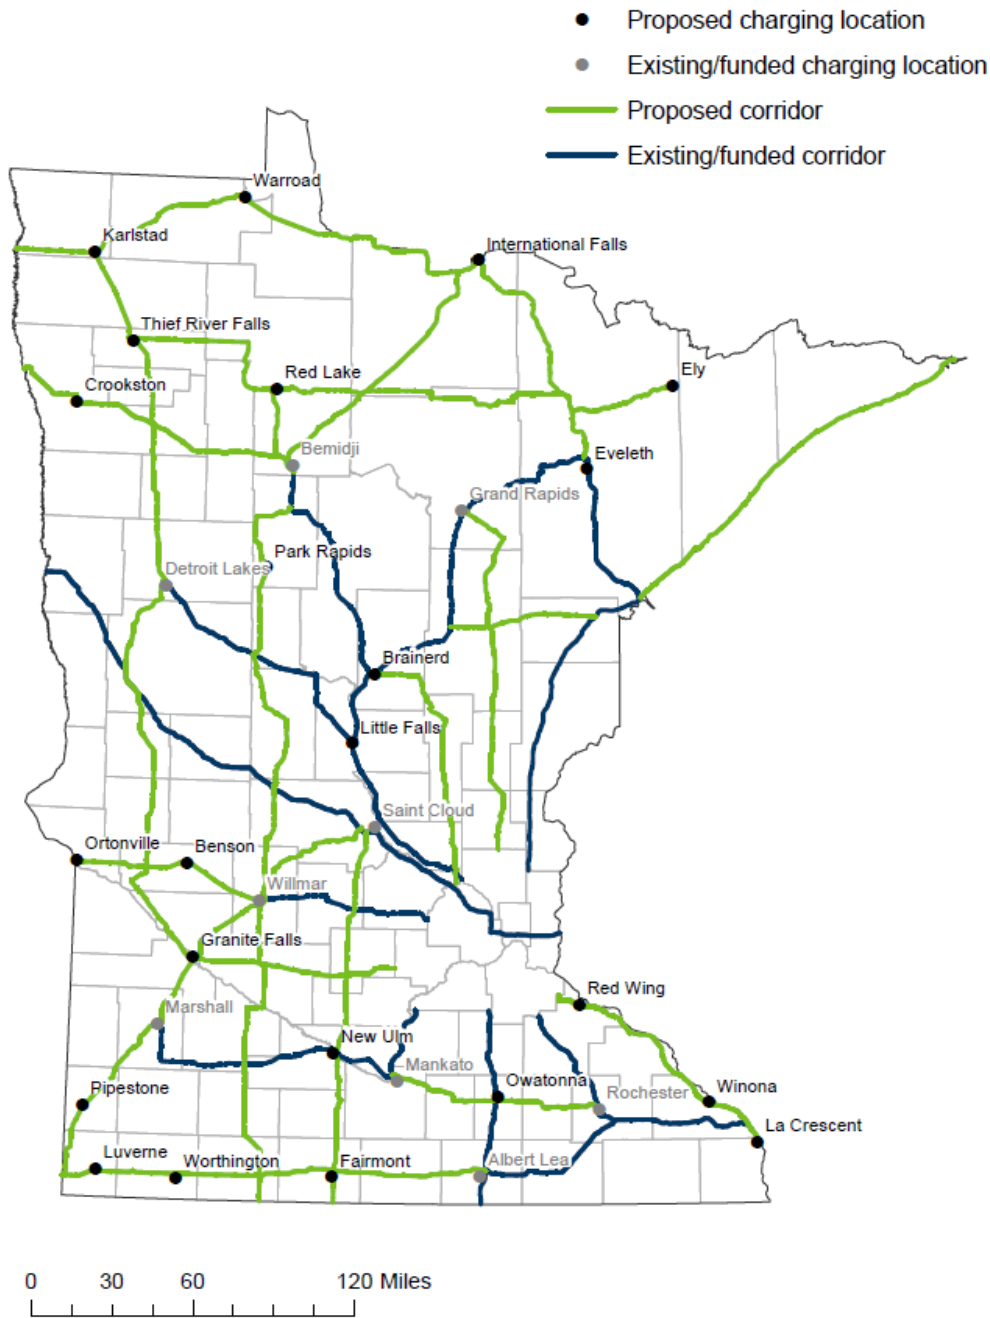 Proposed charging location
Existing/funded charging location
Proposed corridor
Existing/funded corridor
Warroad
Karlstad
International Falls
Thief River Falls
Red Lake
Ely
Crookston
Bemidji
Eveleth
Grand Rapids
Park Rapids
Detroit Lakes
Brainerd
Little Falls
Saint Cloud
Ortonville
Benson
Willmar
Granite Falls
Red Wing
Marshall
New Ulm
Mankato
Owatonna
Rochester
Winona
Pipestone
La Crescent
Luverne
Worthington
Fairmont
Albert Lea
0 30 60 120 Miles